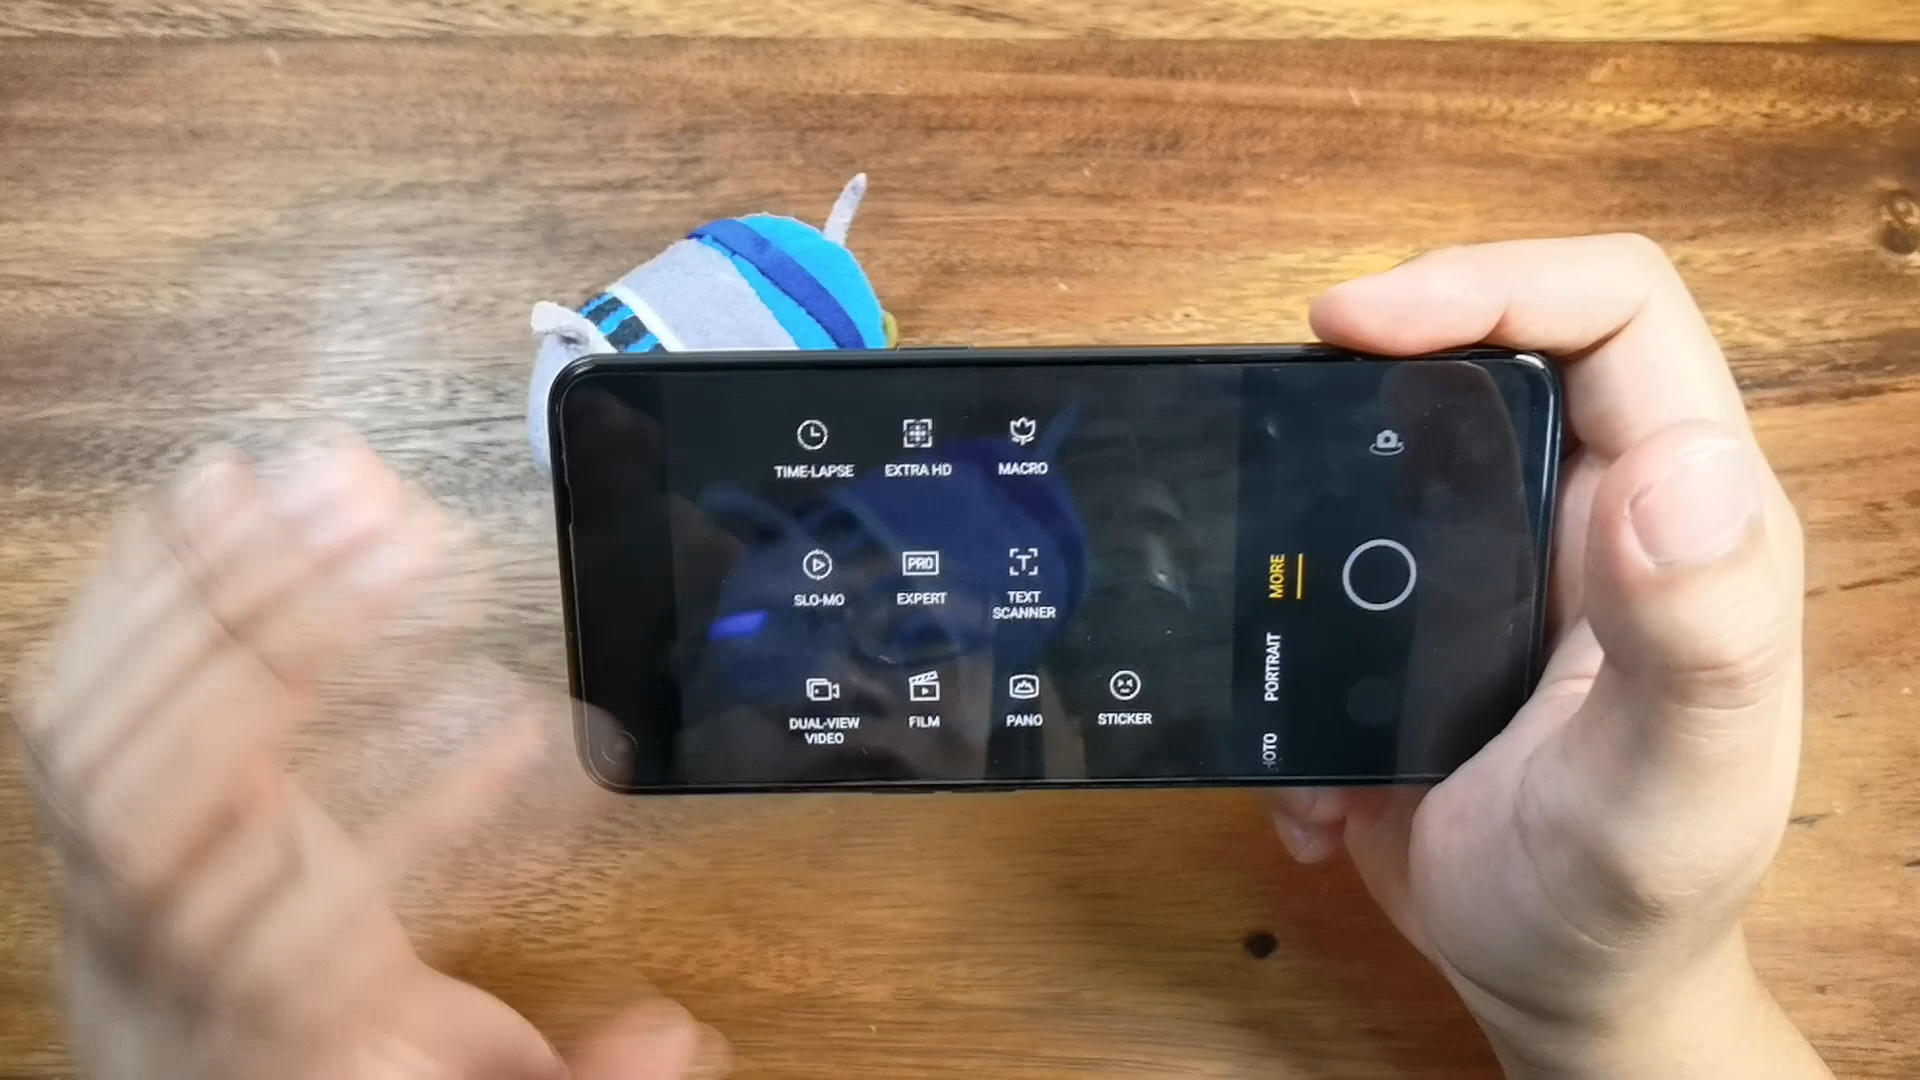 TIME-LAPSE
EXTRA HD
MACRO
SLO-MO
PRO
EXPERT
T
TEXT
SCANNER
DUAL-VIEW
VIDEO
FILM
PANO
STICKER
MORE
PORTRAIT
HOTO